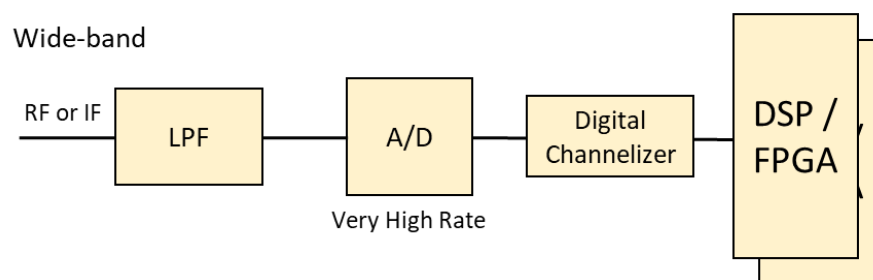 Wide-band
RF or IF
LPF
A/D
Very High Rate
Digital
Channelizer
DSP /
FPGA